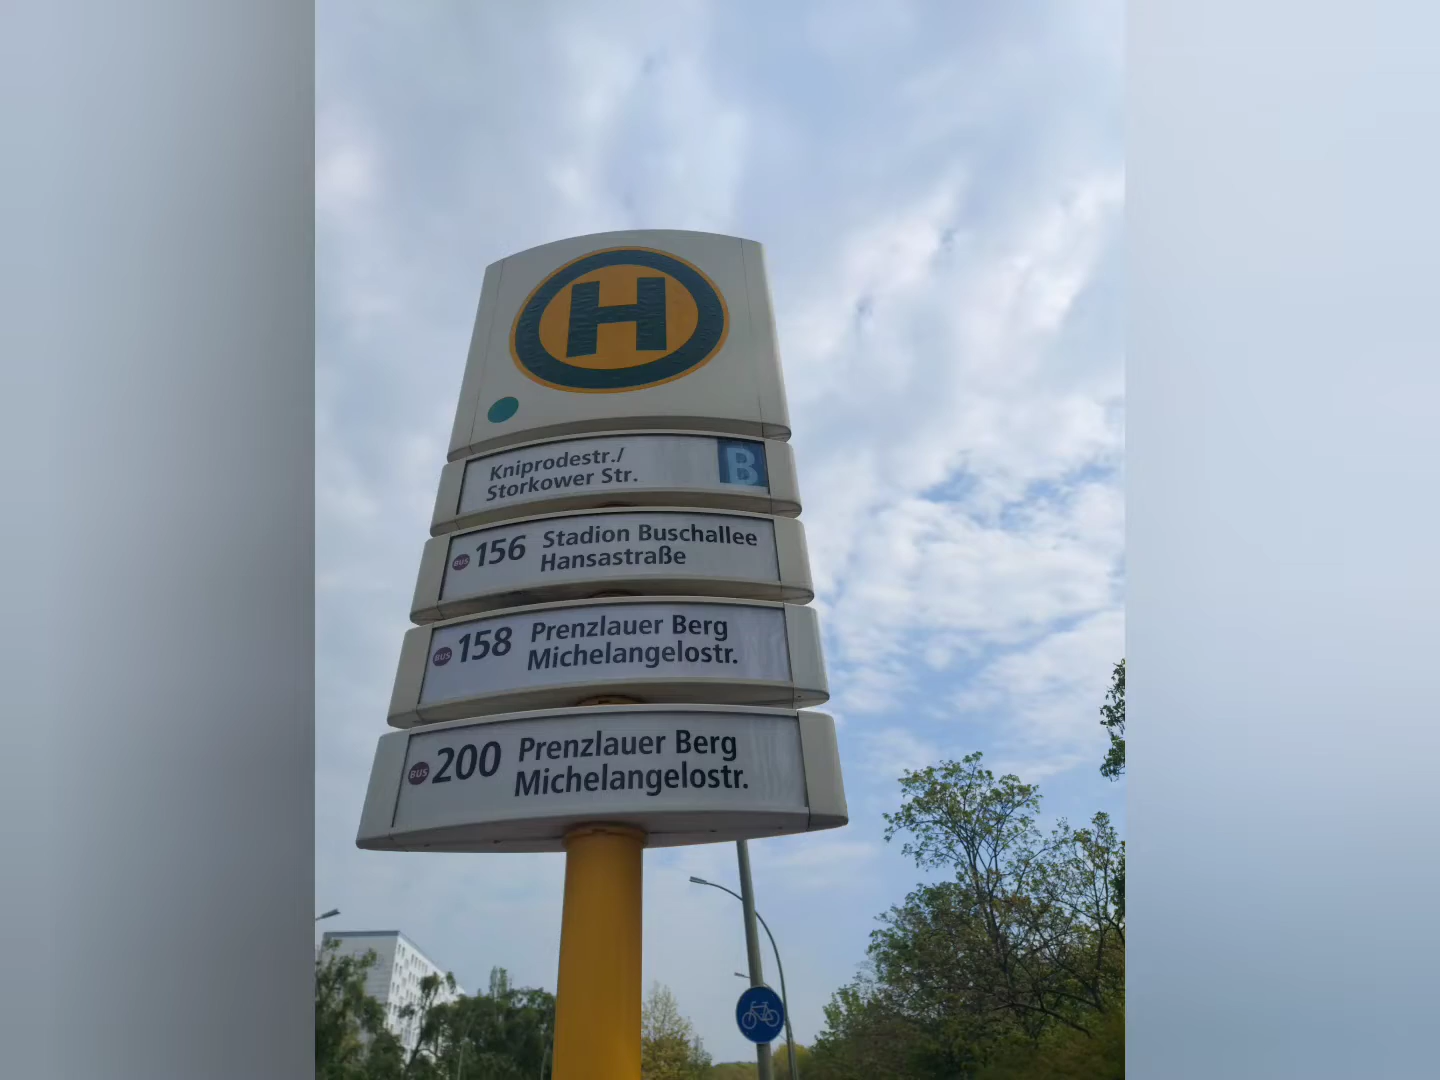 H
Kniprodestr./
Storkower Str.
B
BUS 156 Stadion Buschallee
Hansastraße
BUS 158 Prenzlauer Berg
Michelangelostr.
BUS 200 Prenzlauer Berg
Michelangelostr.